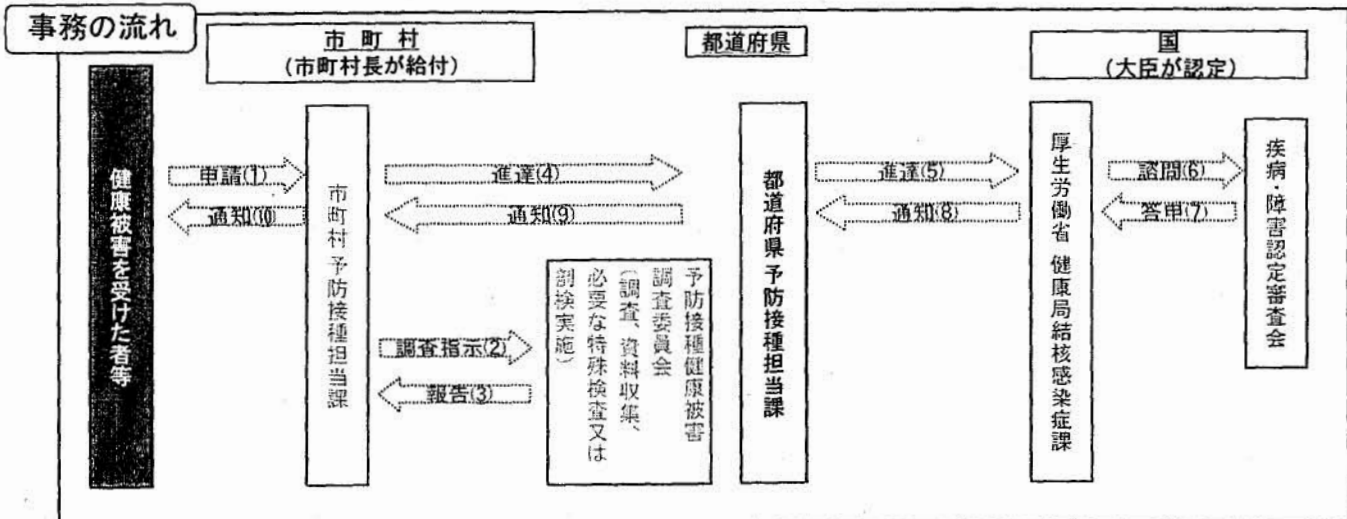 事務の流れ
市町村
(市町村長が給付)
都道府県
国
(大臣が認定)
健康被害を受けた者等
申請(1)
通知(10)
市町村 予防接種担当課
進達(4)
通知(9)
調査指示(2)
報告(3)
予防接種健康被害
調査委員会
(調査、資料収集、
必要な特殊検査又は
剖検実施)
都道府県 予防接種担当課
進達(5)
通知(8)
厚生労働省 健康局結核感染症課
諮問(6)
答申(7)
疾病・障害認定審査会